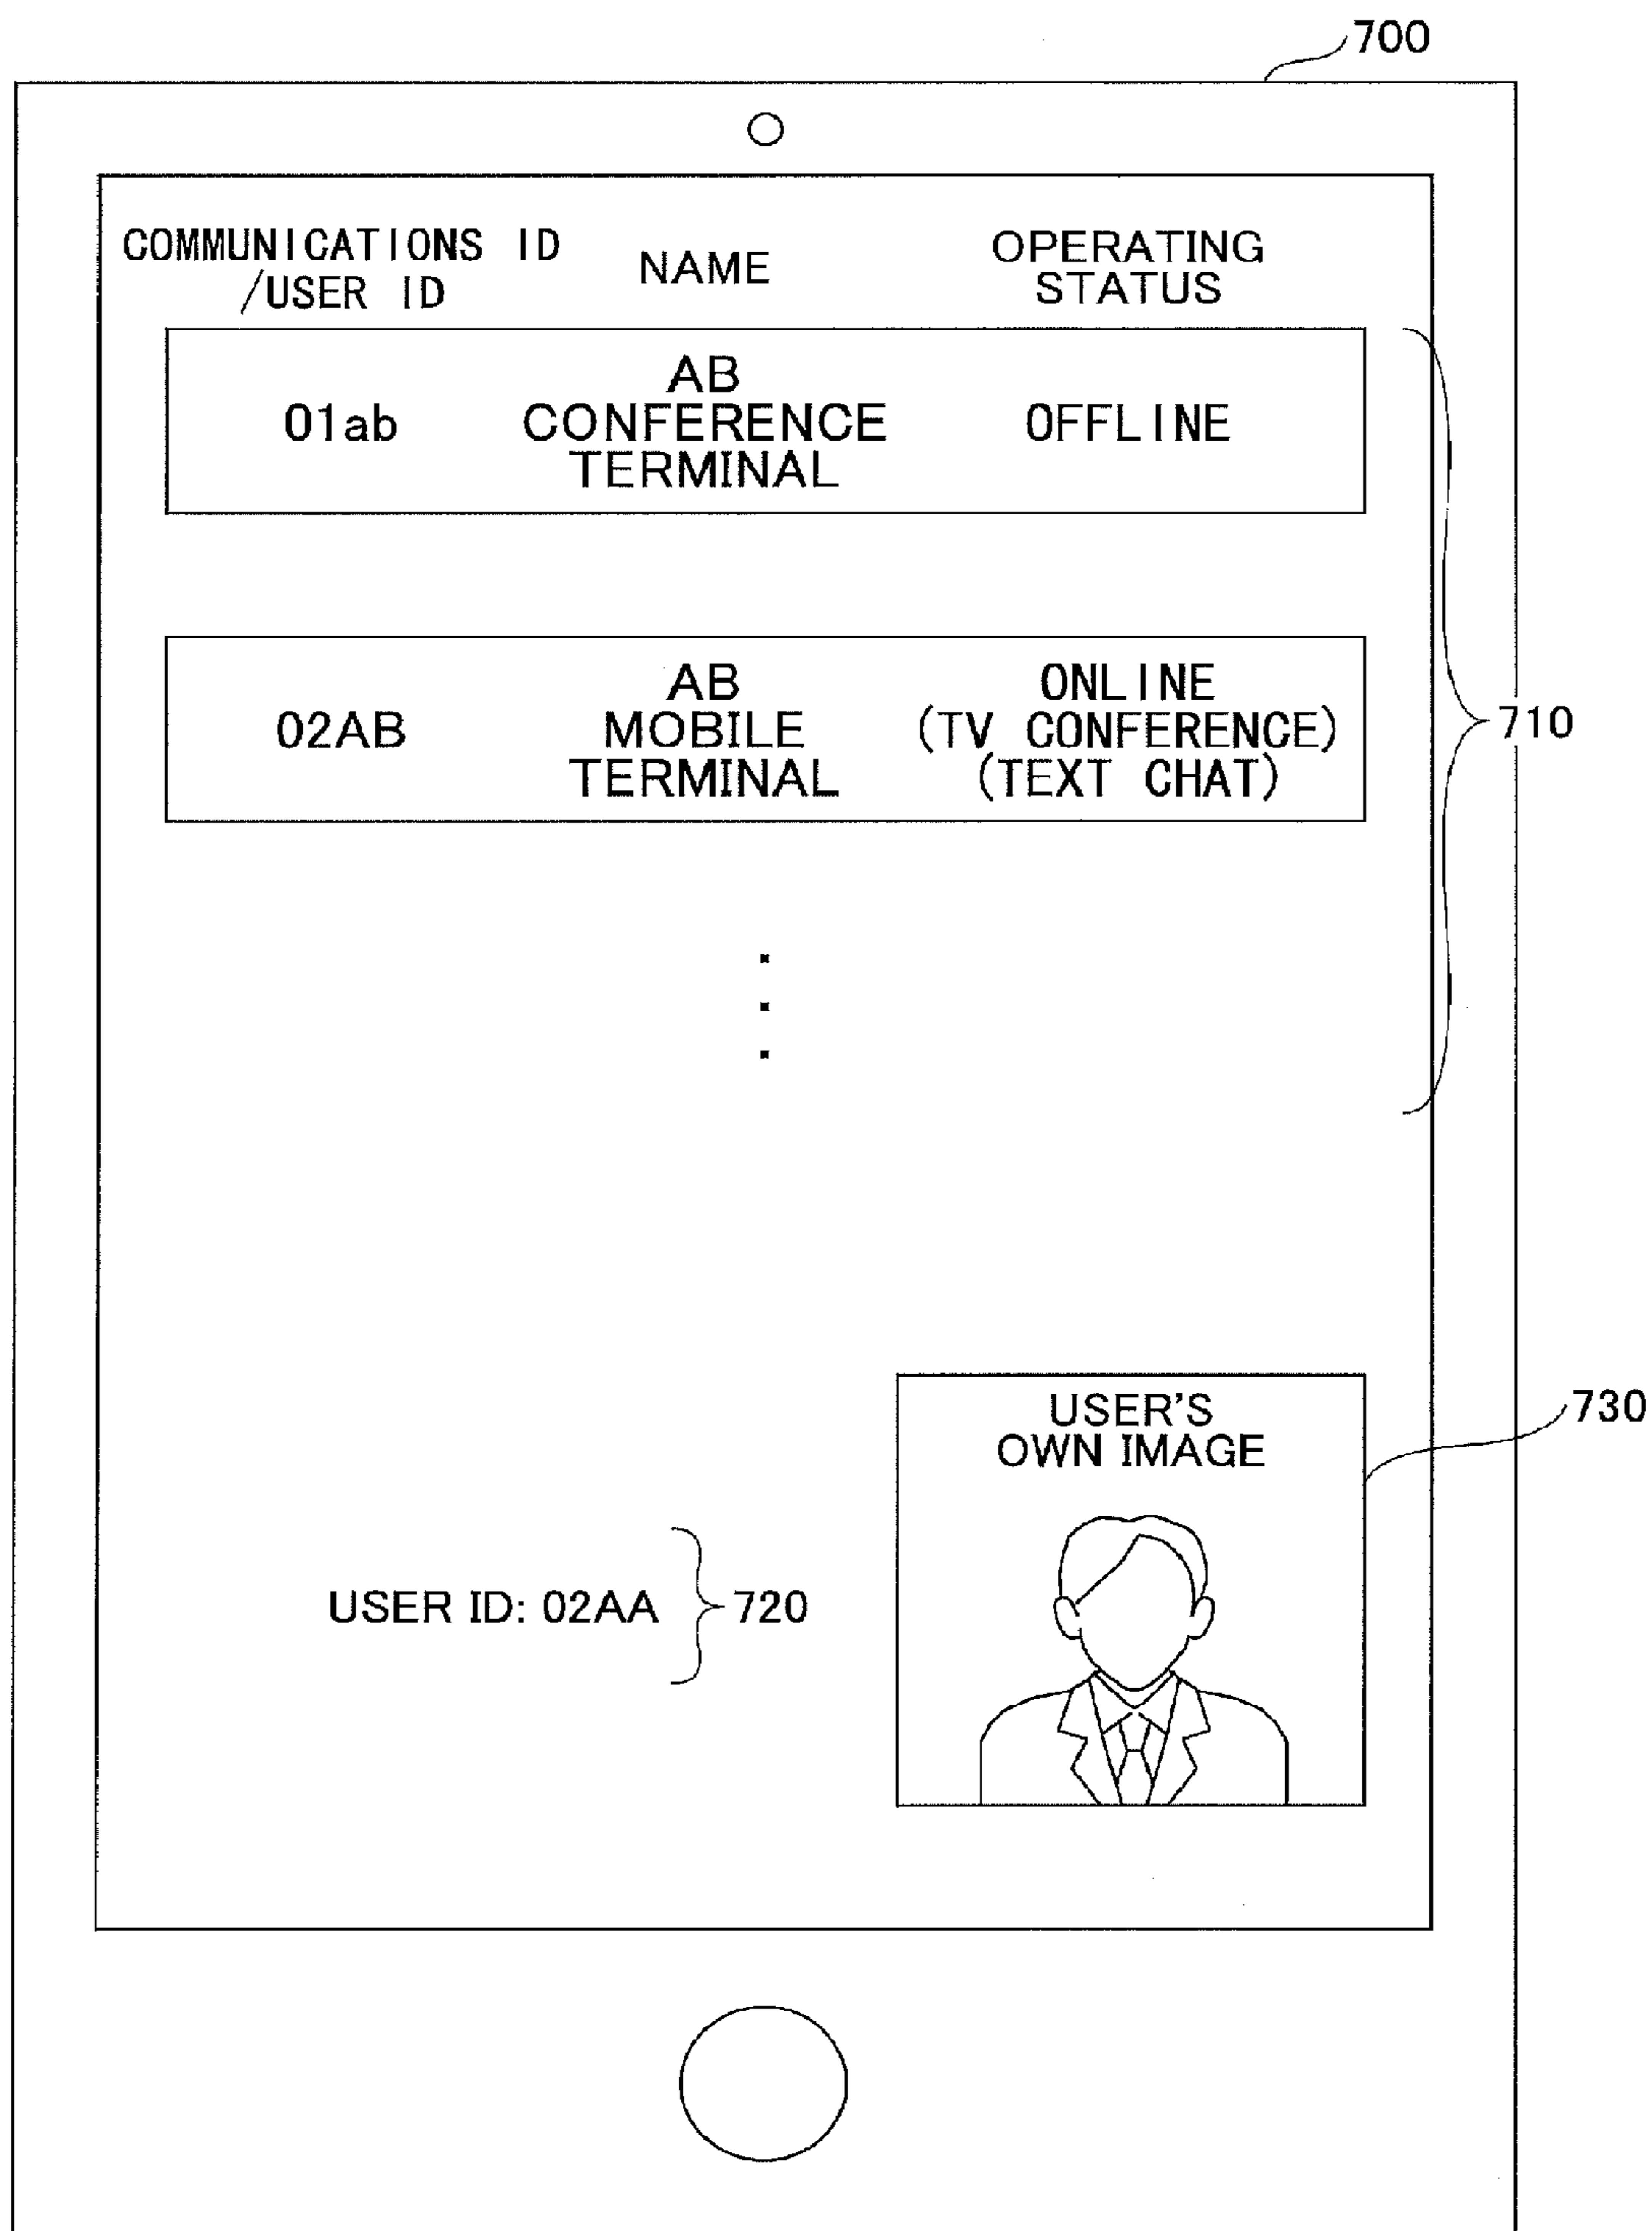 700
COMMUNICATIONS ID
/USER ID
NAME
OPERATING
STATUS
01ab
AB
CONFERENCE
TERMINAL
OFFLINE
02AB
AB
MOBILE
TERMINAL
ONLINE
(TV CONFERENCE)
(TEXT CHAT)
710
USER'S
OWN IMAGE
730
USER ID: 02AA
720